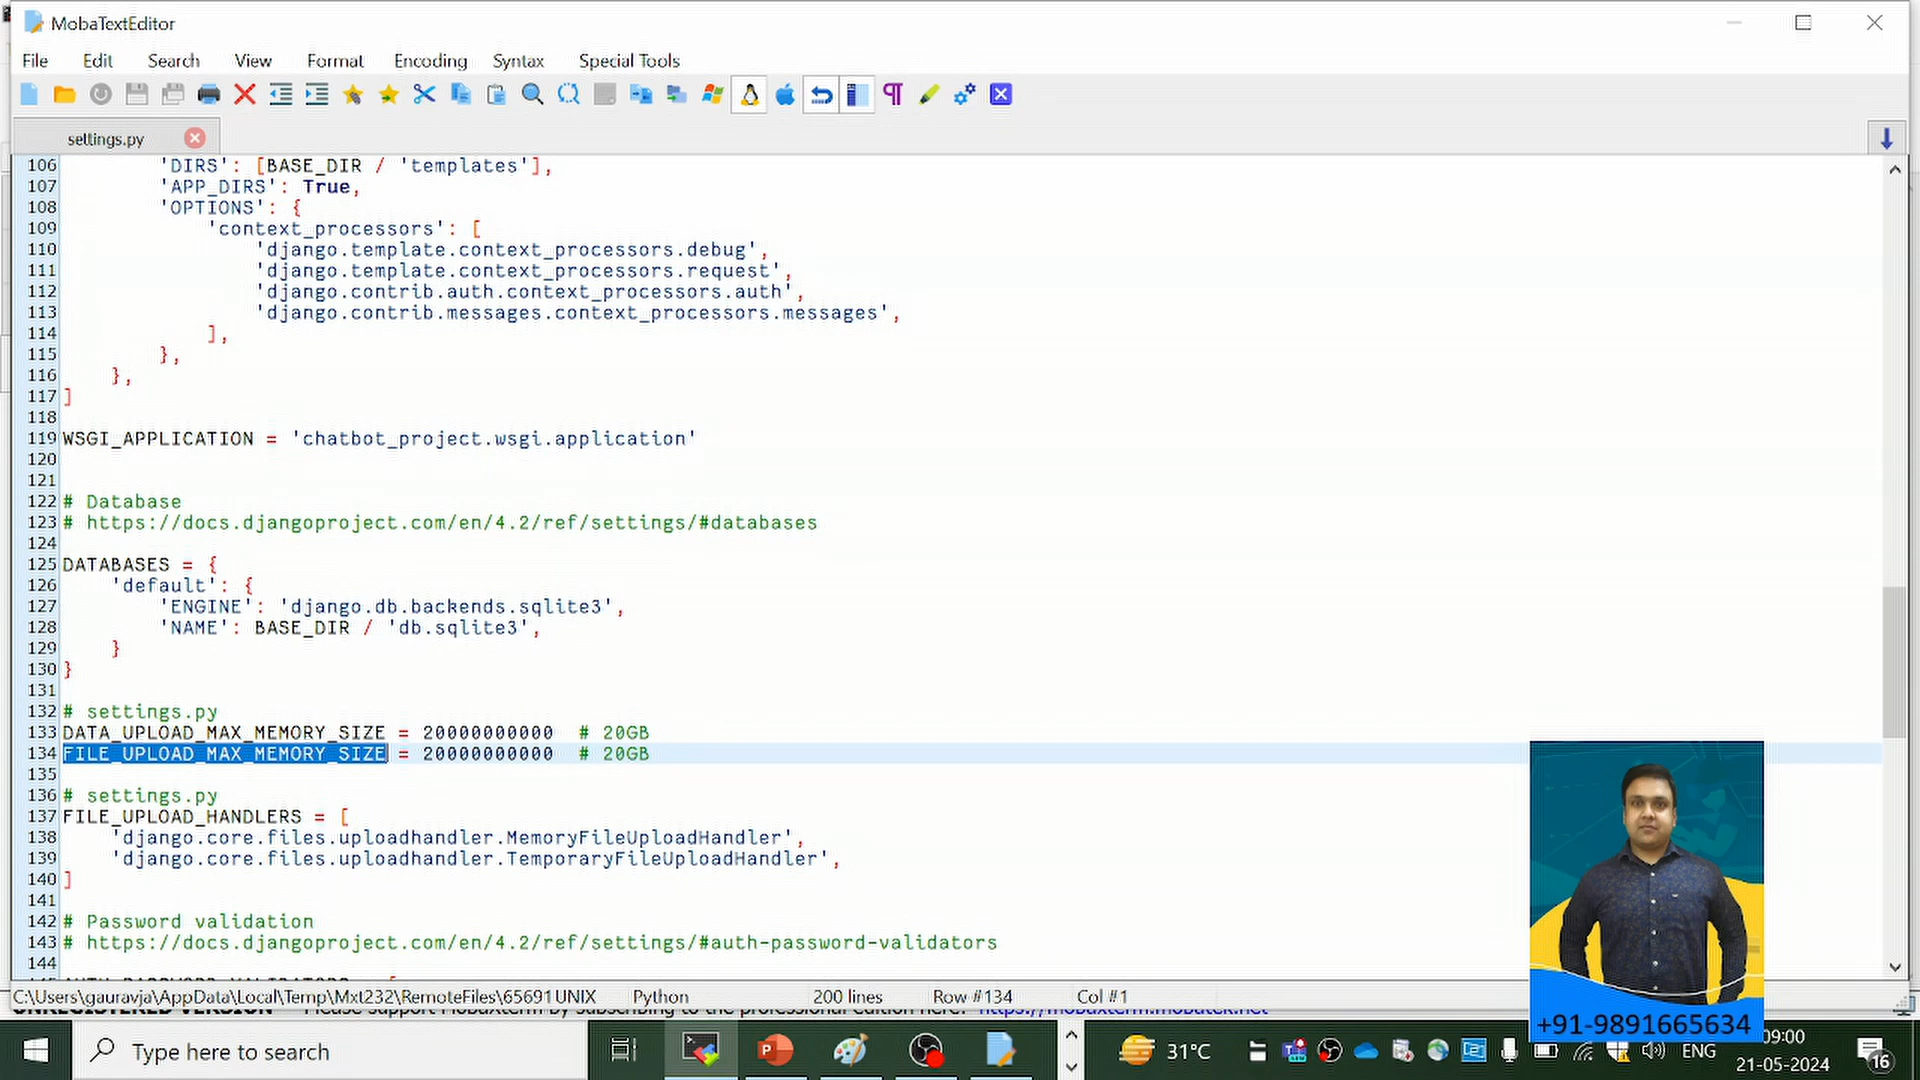 MobaTextEditor
File Edit Search View Format Encoding Syntax Special Tools
settings.py
106 'DIRS': [BASE_DIR / 'templates'],
107 'APP_DIRS': True,
108 'OPTIONS': {
109 'context_processors': [
110 'django.template.context_processors.debug',
111 'django.template.context_processors.request',
112 'django.contrib.auth.context_processors.auth',
113 'django.contrib.messages.context_processors.messages',
114 ],
115 },
116 },
117 ]
118
119 WSGI_APPLICATION = 'chatbot_project.wsgi.application'
120
121
122 # Database
123 # https://docs.djangoproject.com/en/4.2/ref/settings/#databases
124
125 DATABASES = {
126 'default': {
127 'ENGINE': 'django.db.backends.sqlite3',
128 'NAME': BASE_DIR / 'db.sqlite3',
129 }
130 }
131
132 # settings.py
133 DATA_UPLOAD_MAX_MEMORY_SIZE = 20000000000 # 20GB
134 FILE_UPLOAD_MAX_MEMORY_SIZE = 20000000000 # 20GB
135
136 # settings.py
137 FILE_UPLOAD_HANDLERS = [
138 'django.core.files.uploadhandler.MemoryFileUploadHandler',
139 'django.core.files.uploadhandler.TemporaryFileUploadHandler',
140 ]
141
142 # Password validation
143 # https://docs.djangoproject.com/en/4.2/ref/settings/#auth-password-validators
144
C:\Users\gauravja\AppData\Local\Temp\Mxt232\RemoteFiles\65691 UNIX Python 200 lines Row #134 Col #1
UNREGISTERED VERSION - Please support MobaXterm by subscribing to the professional edition here: https://mobaxterm.mobatek.net
+91-9891665634
Type here to search
31°C
ENG
09:00
21-05-2024
16